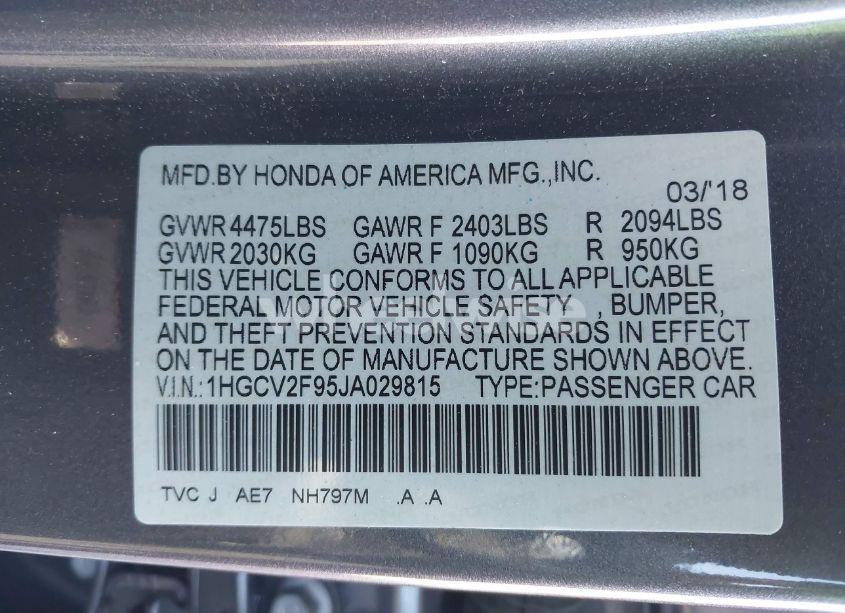 MFD.BY HONDA OF AMERICA MFG.,INC.
03/'18
GVWR 4475LBS GAWR F 2403LBS R 2094LBS
GVWR 2030KG GAWR F 1090KG R 950KG
THIS VEHICLE CONFORMS TO ALL APPLICABLE
FEDERAL MOTOR VEHICLE SAFETY , BUMPER,
AND THEFT PREVENTION STANDARDS IN EFFECT
ON THE DATE OF MANUFACTURE SHOWN ABOVE.
V.I.N.:1HGCV2F95JA029815 TYPE:PASSENGER CAR
TVC J AE7 NH797M .A .A